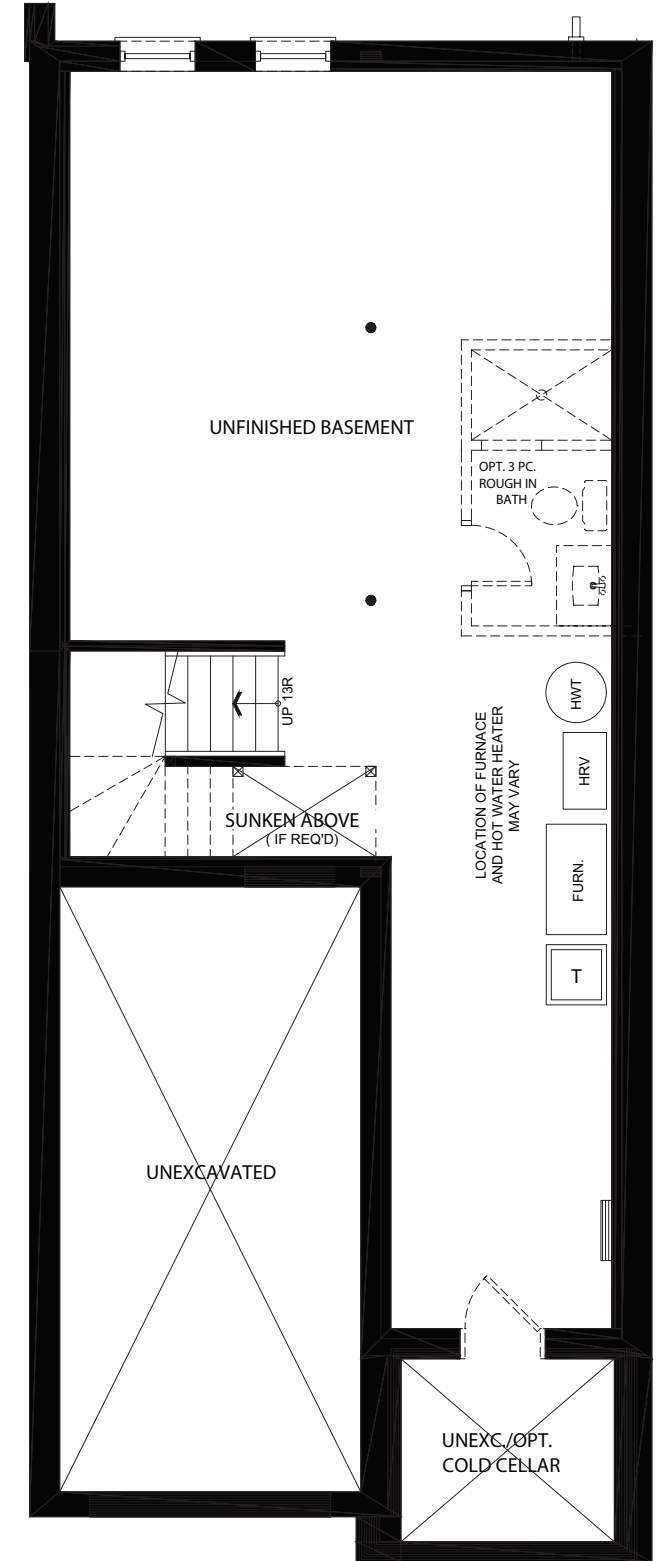 UNFINISHED BASEMENT
OPT. 3 PC.
ROUGH IN
BATH
UP 13R
HWT
LOCATION OF FURNACE
AND HOT WATER HEATER
MAY VARY
HRV
SUNKEN ABOVE
( IF REQ'D)
FURN.
T
UNEXCAVATED
UNEXC./OPT.
COLD CELLAR